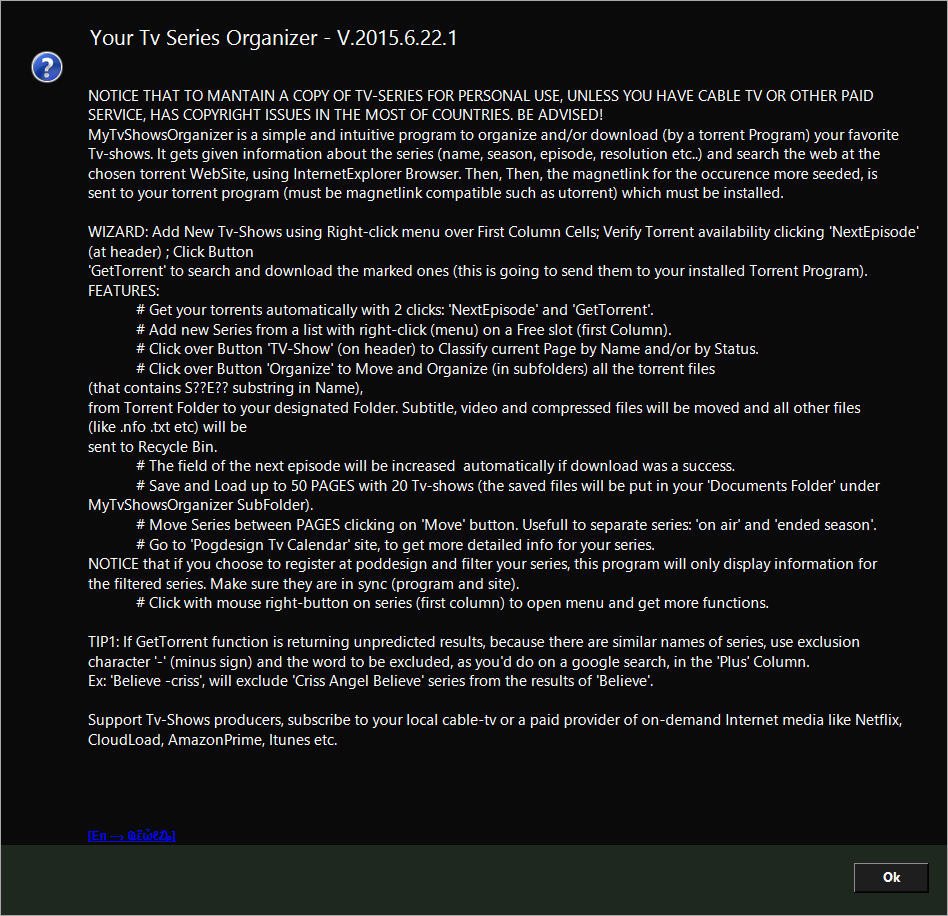 Your Tv Series Organizer - V.2015.6.22.1
NOTICE THAT TO MANTAIN A COPY OF TV-SERIES FOR PERSONAL USE, UNLESS YOU HAVE CABLE TV OR OTHER PAID
SERVICE, HAS COPYRIGHT ISSUES IN THE MOST OF COUNTRIES. BE ADVISED!
MyTvShowsOrganizer is a simple and intuitive program to organize and/or download (by a torrent Program) your favorite
Tv-shows. It gets given information about the series (name, season, episode, resolution etc..) and search the web at the
chosen torrent WebSite, using InternetExplorer Browser. Then, Then, the magnetlink for the occurence more seeded, is
sent to your torrent program (must be magnetlink compatible such as utorrent) which must be installed.
WIZARD: Add New Tv-Shows using Right-click menu over First Column Cells; Verify Torrent availability clicking 'NextEpisode'
(at header) ; Click Button
'GetTorrent' to search and download the marked ones (this is going to send them to your installed Torrent Program).
FEATURES:
# Get your torrents automatically with 2 clicks: 'NextEpisode' and 'GetTorrent'.
# Add new Series from a list with right-click (menu) on a Free slot (first Column).
# Click over Button 'TV-Show' (on header) to Classify current Page by Name and/or by Status.
# Click over Button 'Organize' to Move and Organize (in subfolders) all the torrent files
(that contains S??E?? substring in Name),
from Torrent Folder to your designated Folder. Subtitle, video and compressed files will be moved and all other files
(like .nfo .txt etc) will be
sent to Recycle Bin.
# The field of the next episode will be increased  automatically if download was a success.
# Save and Load up to 50 PAGES with 20 Tv-shows (the saved files will be put in your 'Documents Folder' under
MyTvShowsOrganizer SubFolder).
# Move Series between PAGES clicking on 'Move' button. Usefull to separate series: 'on air' and 'ended season'.
# Go to 'Pogdesign Tv Calendar' site, to get more detailed info for your series.
NOTICE that if you choose to register at poddesign and filter your series, this program will only display information for
the filtered series. Make sure they are in sync (program and site).
# Click with mouse right-button on series (first column) to open menu and get more functions.
TIP1: If GetTorrent function is returning unpredicted results, because there are similar names of series, use exclusion
character '-' (minus sign) and the word to be excluded, as you'd do on a google search, in the 'Plus' Column.
Ex: 'Believe -criss', will exclude 'Criss Angel Believe' series from the results of 'Believe'.
Support Tv-Shows producers, subscribe to your local cable-tv or a paid provider of on-demand Internet media like Netflix,
CloudLoad, AmazonPrime, Itunes etc.
Ok